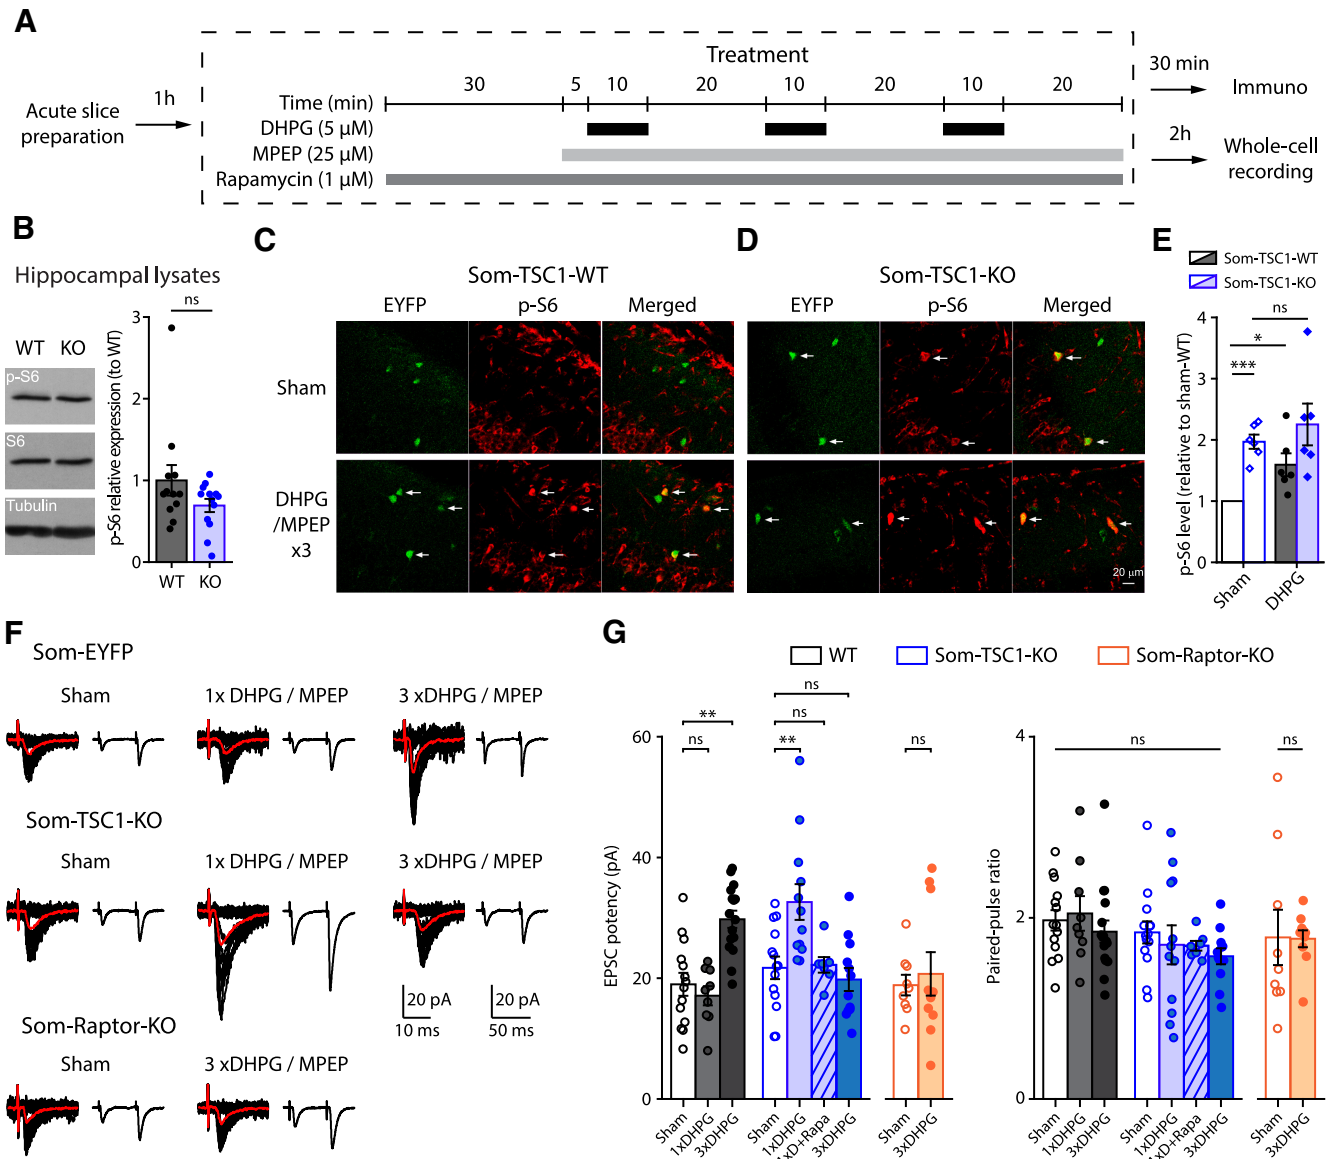 A
Treatment
30 5 10 20 10 20 10 20
Time (min)
DHPG (5 µM)
MPEP (25 µM)
Rapamycin (1 µM)
Acute slice
preparation
1h
30 min
Immuno
2h
Whole-cell
recording
B
Hippocampal lysates
WT KO
p-S6
S6
Tubulin
p-S6 relative expression (to WT)
3
2
1
0
ns
WT KO
C
Som-TSC1-WT
EYFP p-S6 Merged
Sham
DHPG
/MPEP
x3
D
Som-TSC1-KO
EYFP p-S6 Merged
20 µm
E
Som-TSC1-WT
Som-TSC1-KO
p-S6 level (relative to sham-WT)
4
3
2
1
0
ns
*
***
Sham DHPG
F
Som-EYFP
Sham 1x DHPG / MPEP 3 xDHPG / MPEP
Som-TSC1-KO
Sham 1x DHPG / MPEP 3 xDHPG / MPEP
20 pA
10 ms
20 pA
50 ms
Som-Raptor-KO
Sham 3 xDHPG / MPEP
G
WT Som-TSC1-KO Som-Raptor-KO
EPSC potency (pA)
60
40
20
0
**
ns
ns
ns
**
ns
Sham 1xDHPG 3xDHPG Sham 1xDHPG 1xD+Rapa 3xDHPG Sham 3xDHPG
Paired-pulse ratio
4
2
0
ns
ns
Sham 1xDHPG 3xDHPG Sham 1xDHPG 1xD+Rapa 3xDHPG Sham 3xDHPG